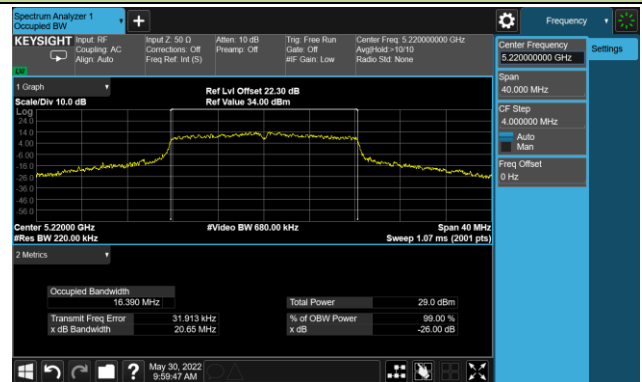 Spectrum Analyzer 1
Occupied BW
Frequency
KEYSIGHT
Input: RF
Coupling: AC
Align: Auto
Input Z: 50 Ω
Corrections: Off
Freq Ref: Int (S)
Atten: 10 dB
Preamp: Off
Trig: Free Run
Gate: Off
#IF Gain: Low
Center Freq: 5.220000000 GHz
Avg|Hold:>10/10
Radio Std: None
Center Frequency
5.220000000 GHz
Settings
Span
40.000 MHz
CF Step
4.000000 MHz
Auto
Man
Freq Offset
0 Hz
1 Graph
Scale/Div 10.0 dB
Ref Lvl Offset 22.30 dB
Ref Value 34.00 dBm
Log
24.0
14.0
4.00
-6.00
-16.0
-26.0
-36.0
-46.0
-56.0
Center 5.22000 GHz
#Video BW 680.00 kHz
Span 40 MHz
#Res BW 220.00 kHz
Sweep 1.07 ms (2001 pts)
2 Metrics
Occupied Bandwidth
16.390 MHz
Total Power 29.0 dBm
Transmit Freq Error 31.913 kHz
% of OBW Power 99.00 %
x dB Bandwidth 20.65 MHz
x dB -26.00 dB
May 30, 2022
9:59:47 AM